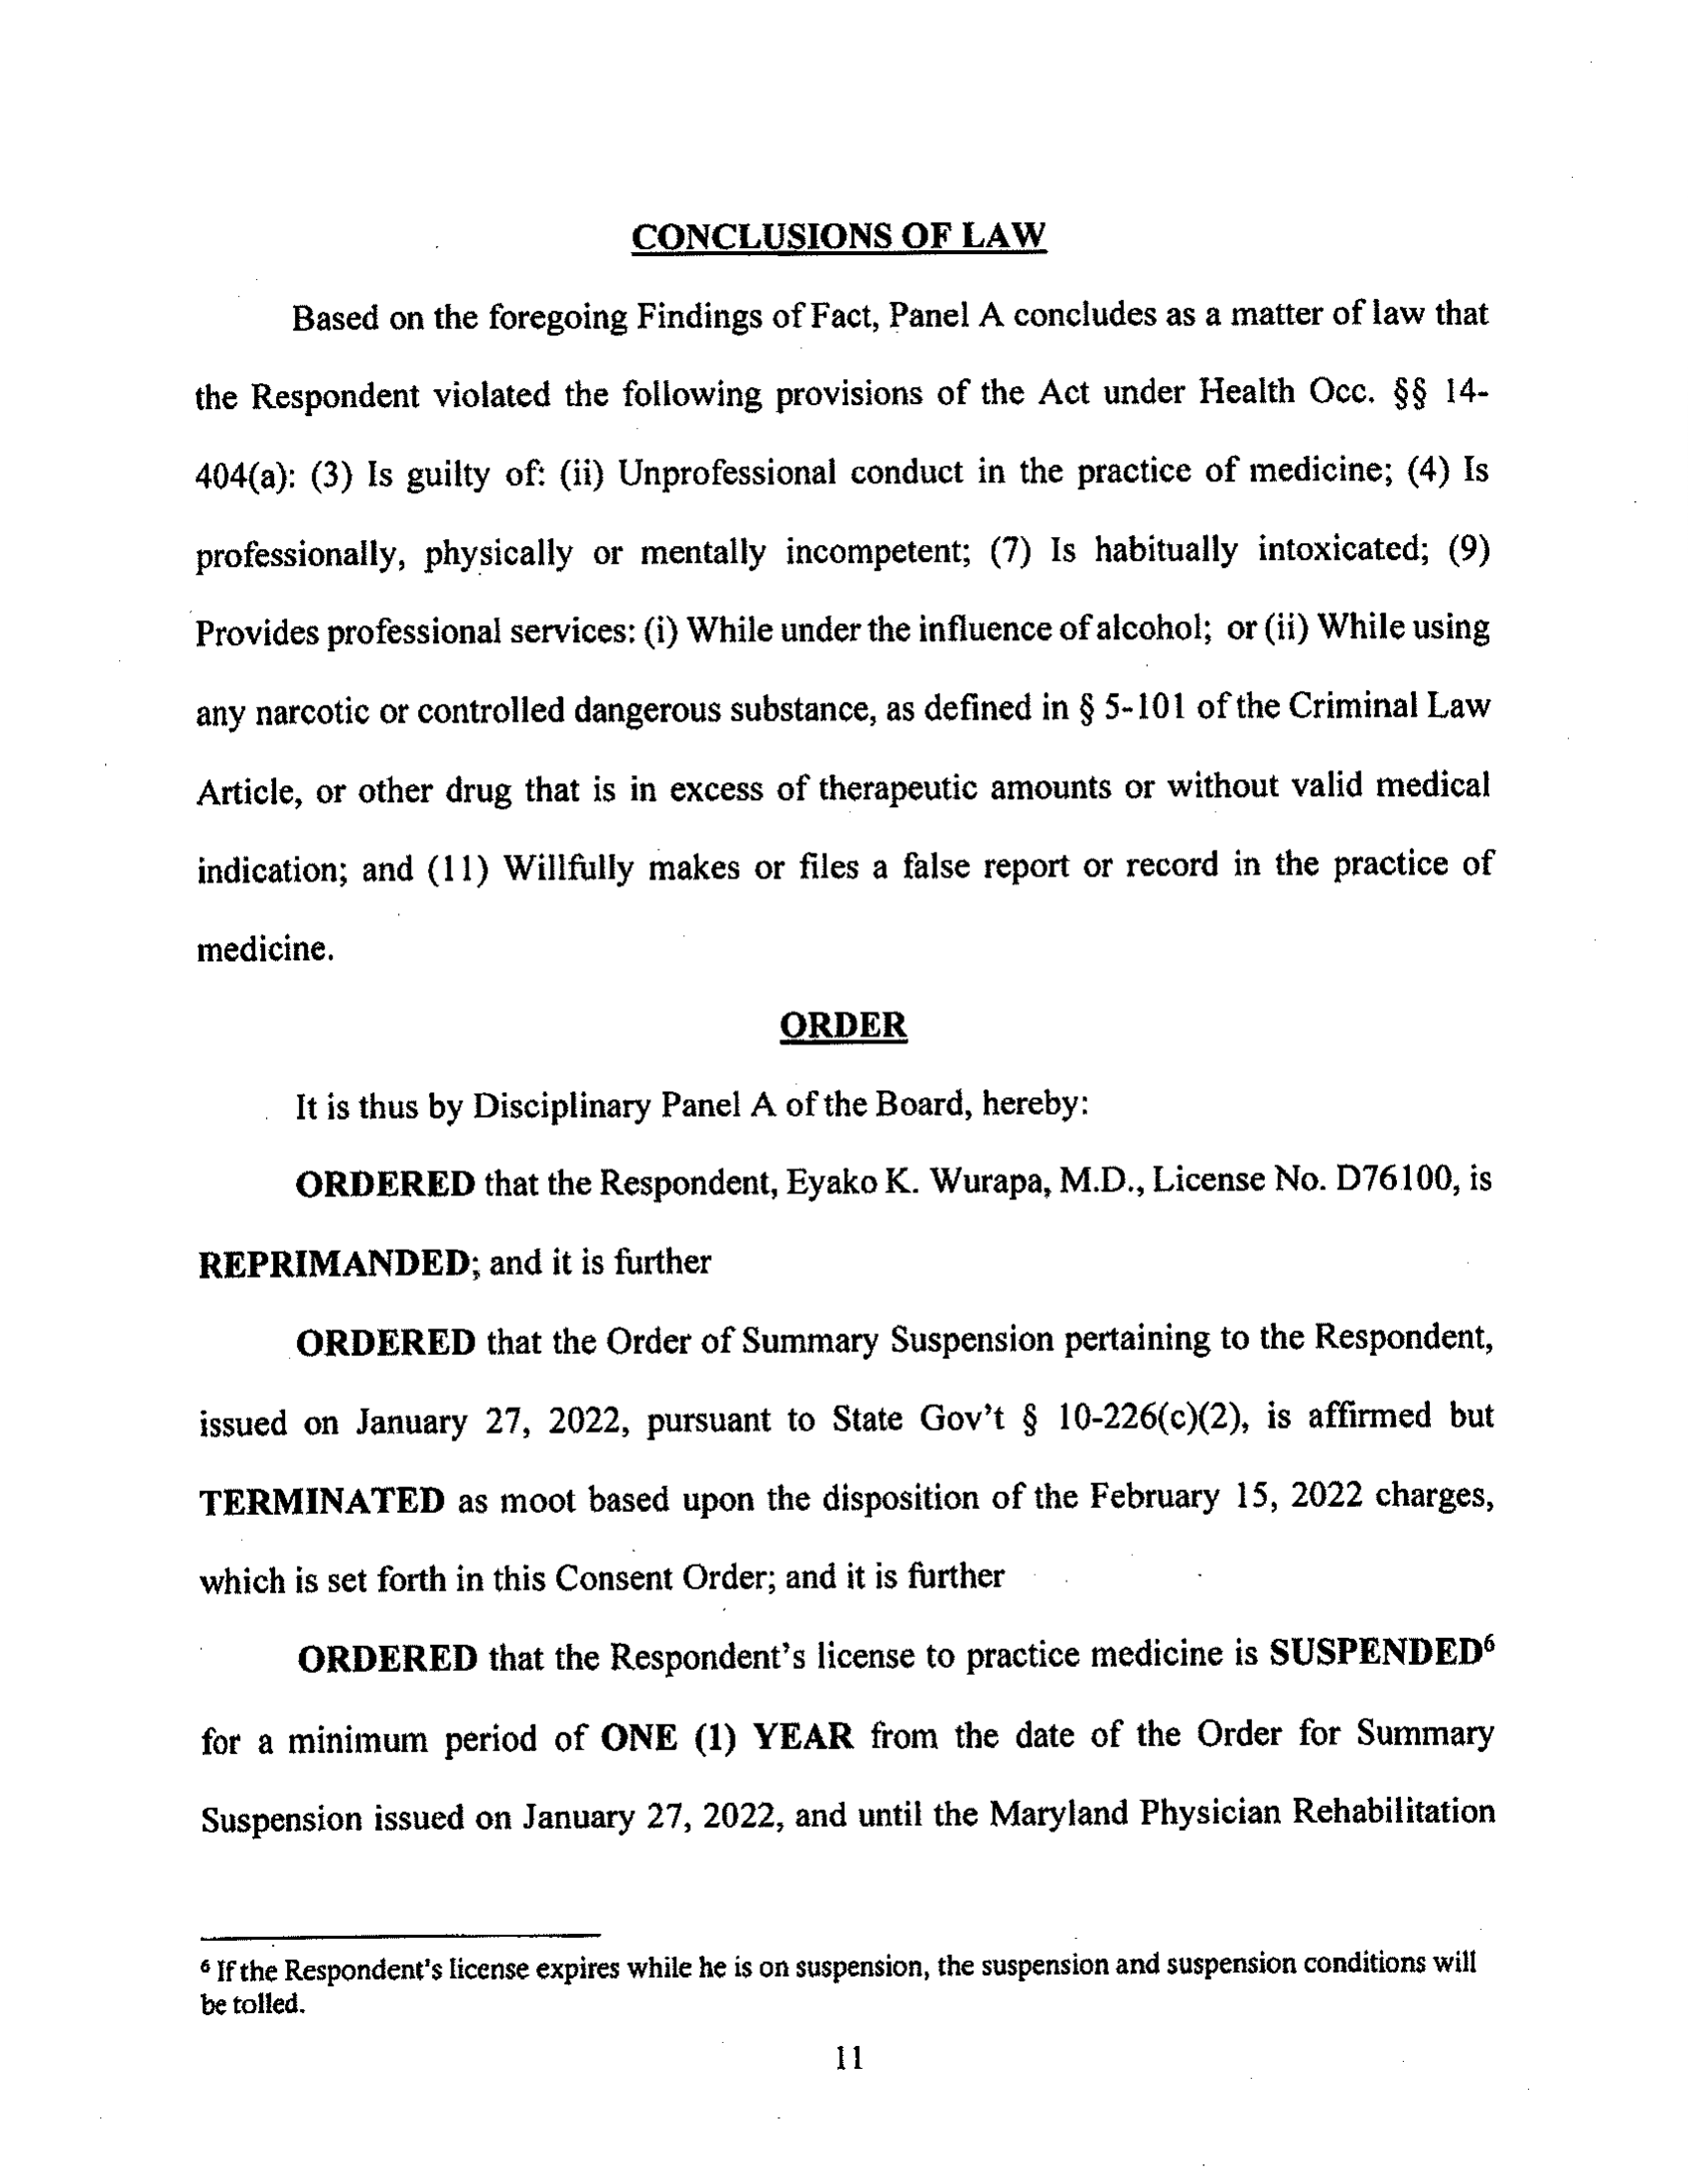 CONCLUSIONS OF LAW
Based on the foregoing Findings of Fact, Panel A concludes as a matter of law that
the Respondent violated the following provisions of the Act under Health Occ. §§ 14-
404(a): (3) Is guilty of: (ii) Unprofessional conduct in the practice of medicine; (4) Is
professionally, physically or mentally incompetent; (7) Is habitually intoxicated; (9)
Provides professional services: (i) While under the influence of alcohol; or (ii) While using
any narcotic or controlled dangerous substance, as defined in § 5-101 of the Criminal Law
Article, or other drug that is in excess of therapeutic amounts or without valid medical
indication; and (11) Willfully makes or files a false report or record in the practice of
medicine.
ORDER
It is thus by Disciplinary Panel A of the Board, hereby:
ORDERED that the Respondent, Eyako K. Wurapa, M.D., License No. D76100, is
REPRIMANDED; and it is further
ORDERED that the Order of Summary Suspension pertaining to the Respondent,
issued on January 27, 2022, pursuant to State Gov't § 10-226(c)(2), is affirmed but
TERMINATED as moot based upon the disposition of the February 15, 2022 charges,
which is set forth in this Consent Order; and it is further
ORDERED that the Respondent's license to practice medicine is SUSPENDED⁶
for a minimum period of ONE (1) YEAR from the date of the Order for Summary
Suspension issued on January 27, 2022, and until the Maryland Physician Rehabilitation
⁶ If the Respondent's license expires while he is on suspension, the suspension and suspension conditions will
be tolled.
11